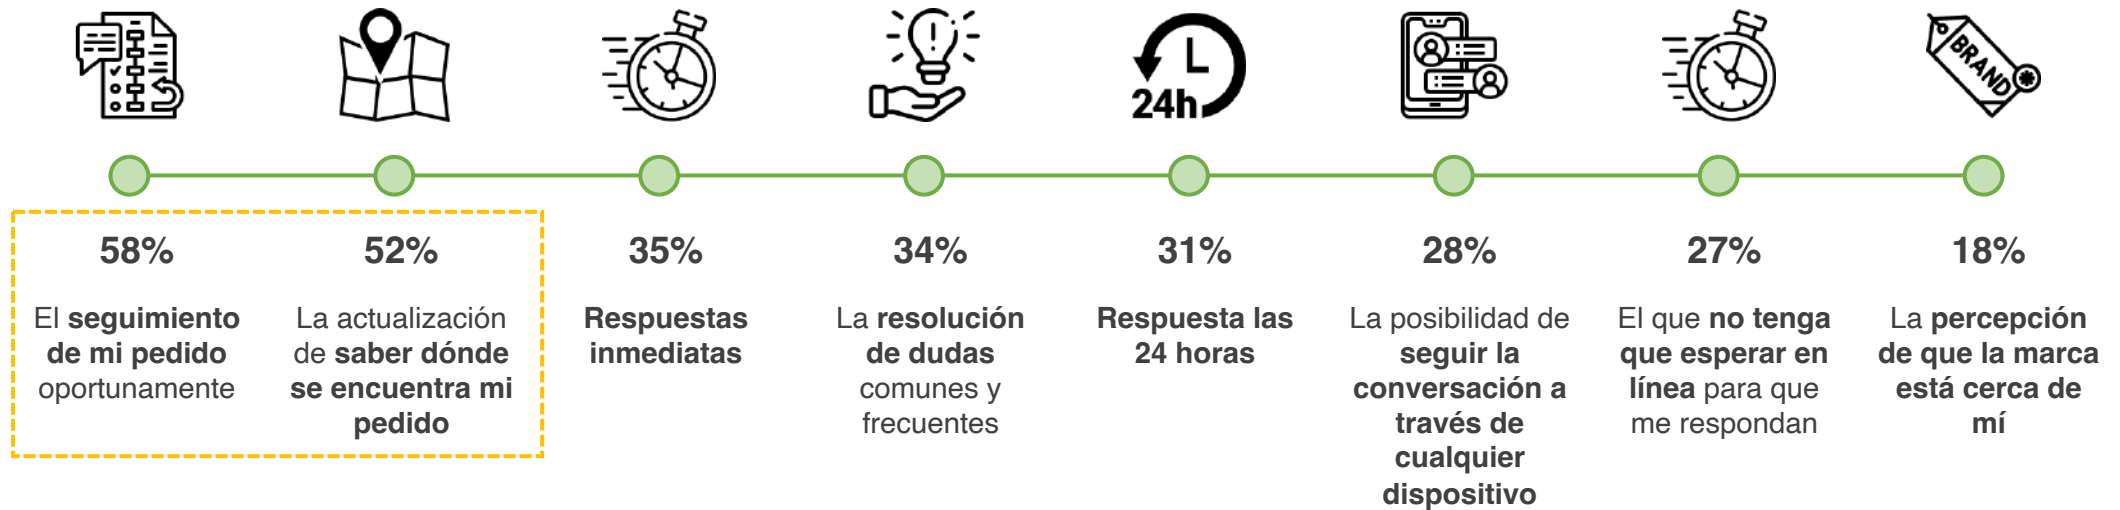 24h
BRAND
58%
El seguimiento
de mi pedido
oportunamente
52%
La actualización
de saber dónde
se encuentra mi
pedido
35%
Respuestas
inmediatas
34%
La resolución
de dudas
comunes y
frecuentes
31%
Respuesta las
24 horas
28%
La posibilidad de
seguir la
conversación a
través de
cualquier
dispositivo
27%
El que no tenga
que esperar en
línea para que
me respondan
18%
La percepción
de que la marca
está cerca de
mí